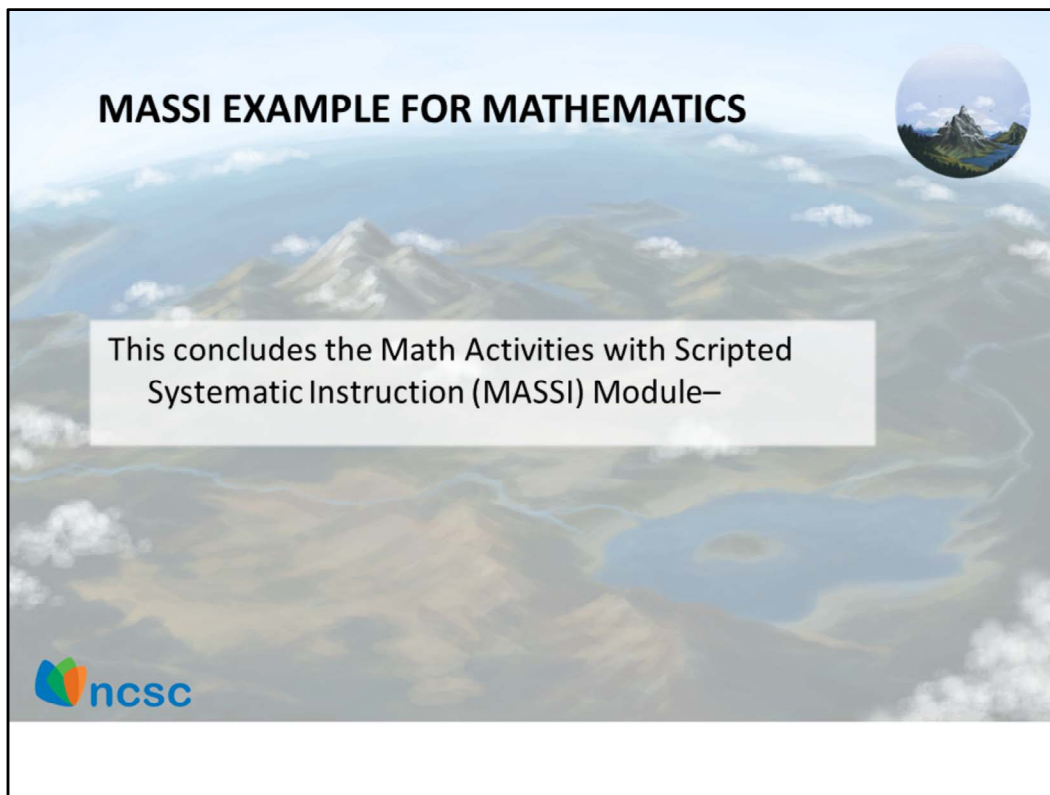 MASSI EXAMPLE FOR MATHEMATICS
This concludes the Math Activities with Scripted
Systematic Instruction (MASSI) Module–
ncsc